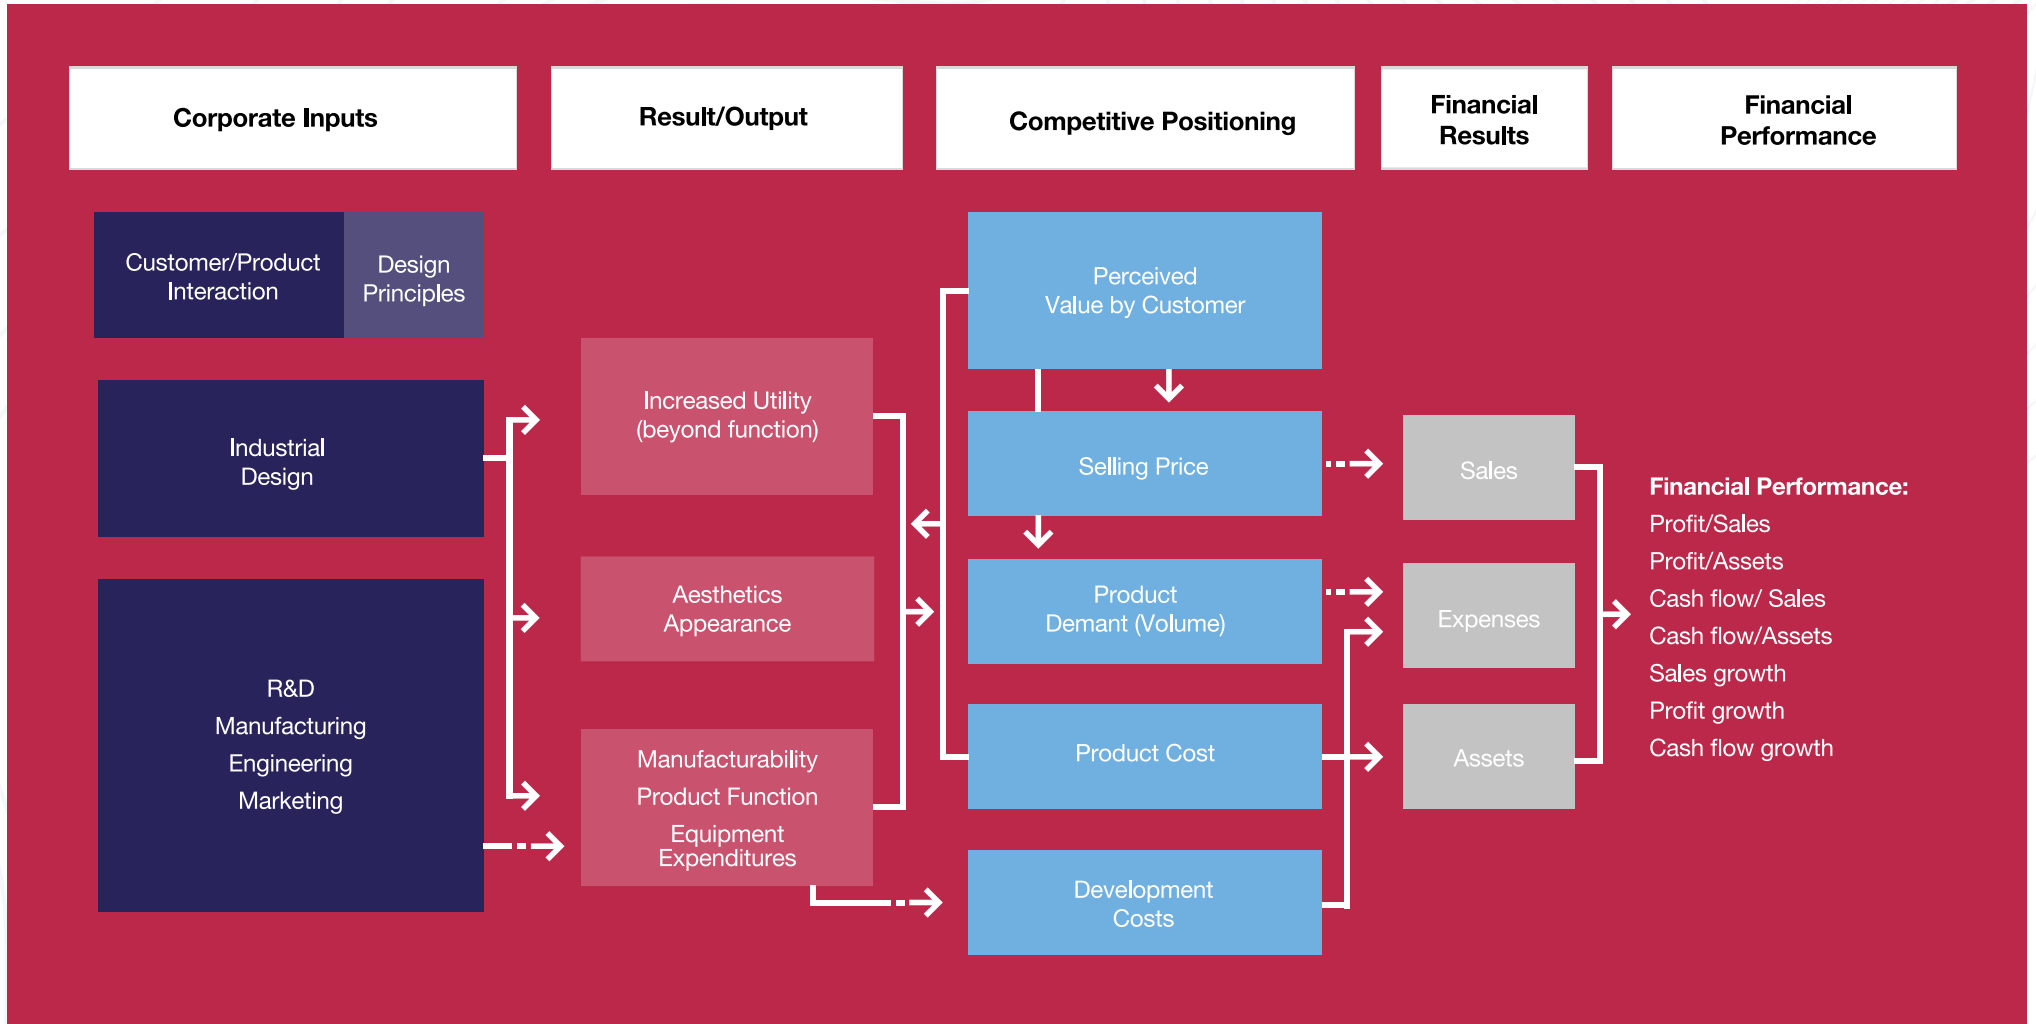 Corporate Inputs
Result/Output
Competitive Positioning
Financial
Results
Financial
Performance
Customer/Product
Interaction
Design
Principles
Industrial
Design
R&D
Manufacturing
Engineering
Marketing
Increased Utility
(beyond function)
Aesthetics
Appearance
Manufacturability
Product Function
Equipment
Expenditures
Perceived
Value by Customer
Selling Price
Product
Demant (Volume)
Product Cost
Development
Costs
Sales
Expenses
Assets
Financial Performance:
Profit/Sales
Profit/Assets
Cash flow/ Sales
Cash flow/Assets
Sales growth
Profit growth
Cash flow growth